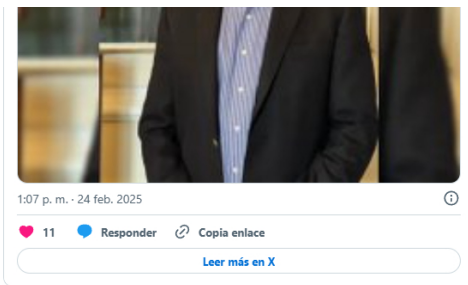 1:07 p. m. · 24 feb. 2025
11 Responder Copia enlace
Leer más en X